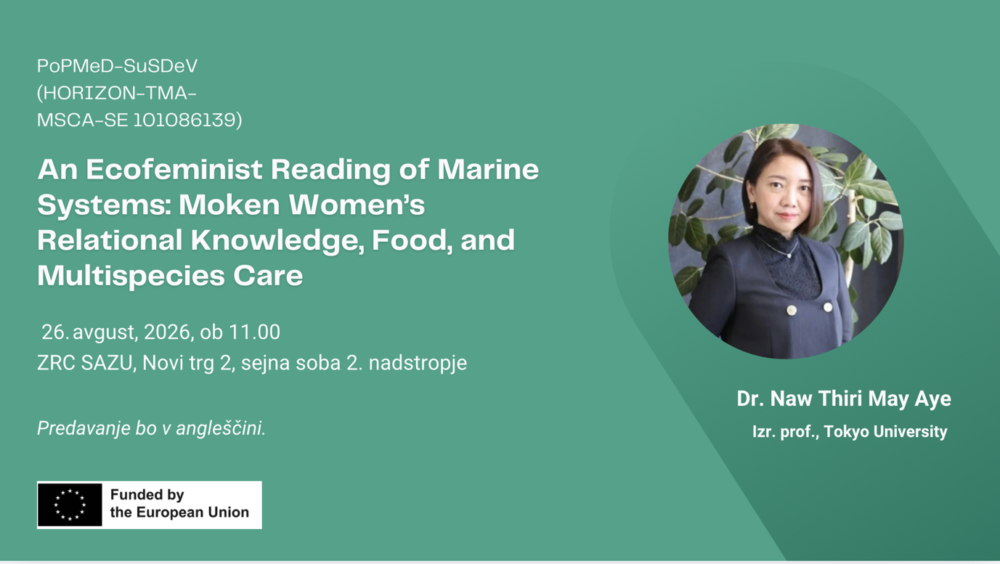 PoPMeD-SuSDeV
(HORIZON-TMA-
MSCA-SE 101086139)
An Ecofeminist Reading of Marine
Systems: Moken Women's
Relational Knowledge, Food, and
Multispecies Care
26. avgust, 2026, ob 11.00
ZRC SAZU, Novi trg 2, sejna soba 2. nadstropje
Predavanje bo v angleščini.
Funded by
the European Union
Dr. Naw Thiri May Aye
Izr. prof., Tokyo University